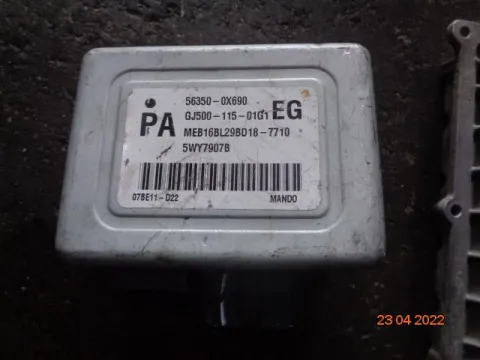 56350-0X690
PA GJ500-115-01G1 EG
MEB16BL29BD18-7710
5WY7907B
07BE11-D22 MANDO
23 04 2022